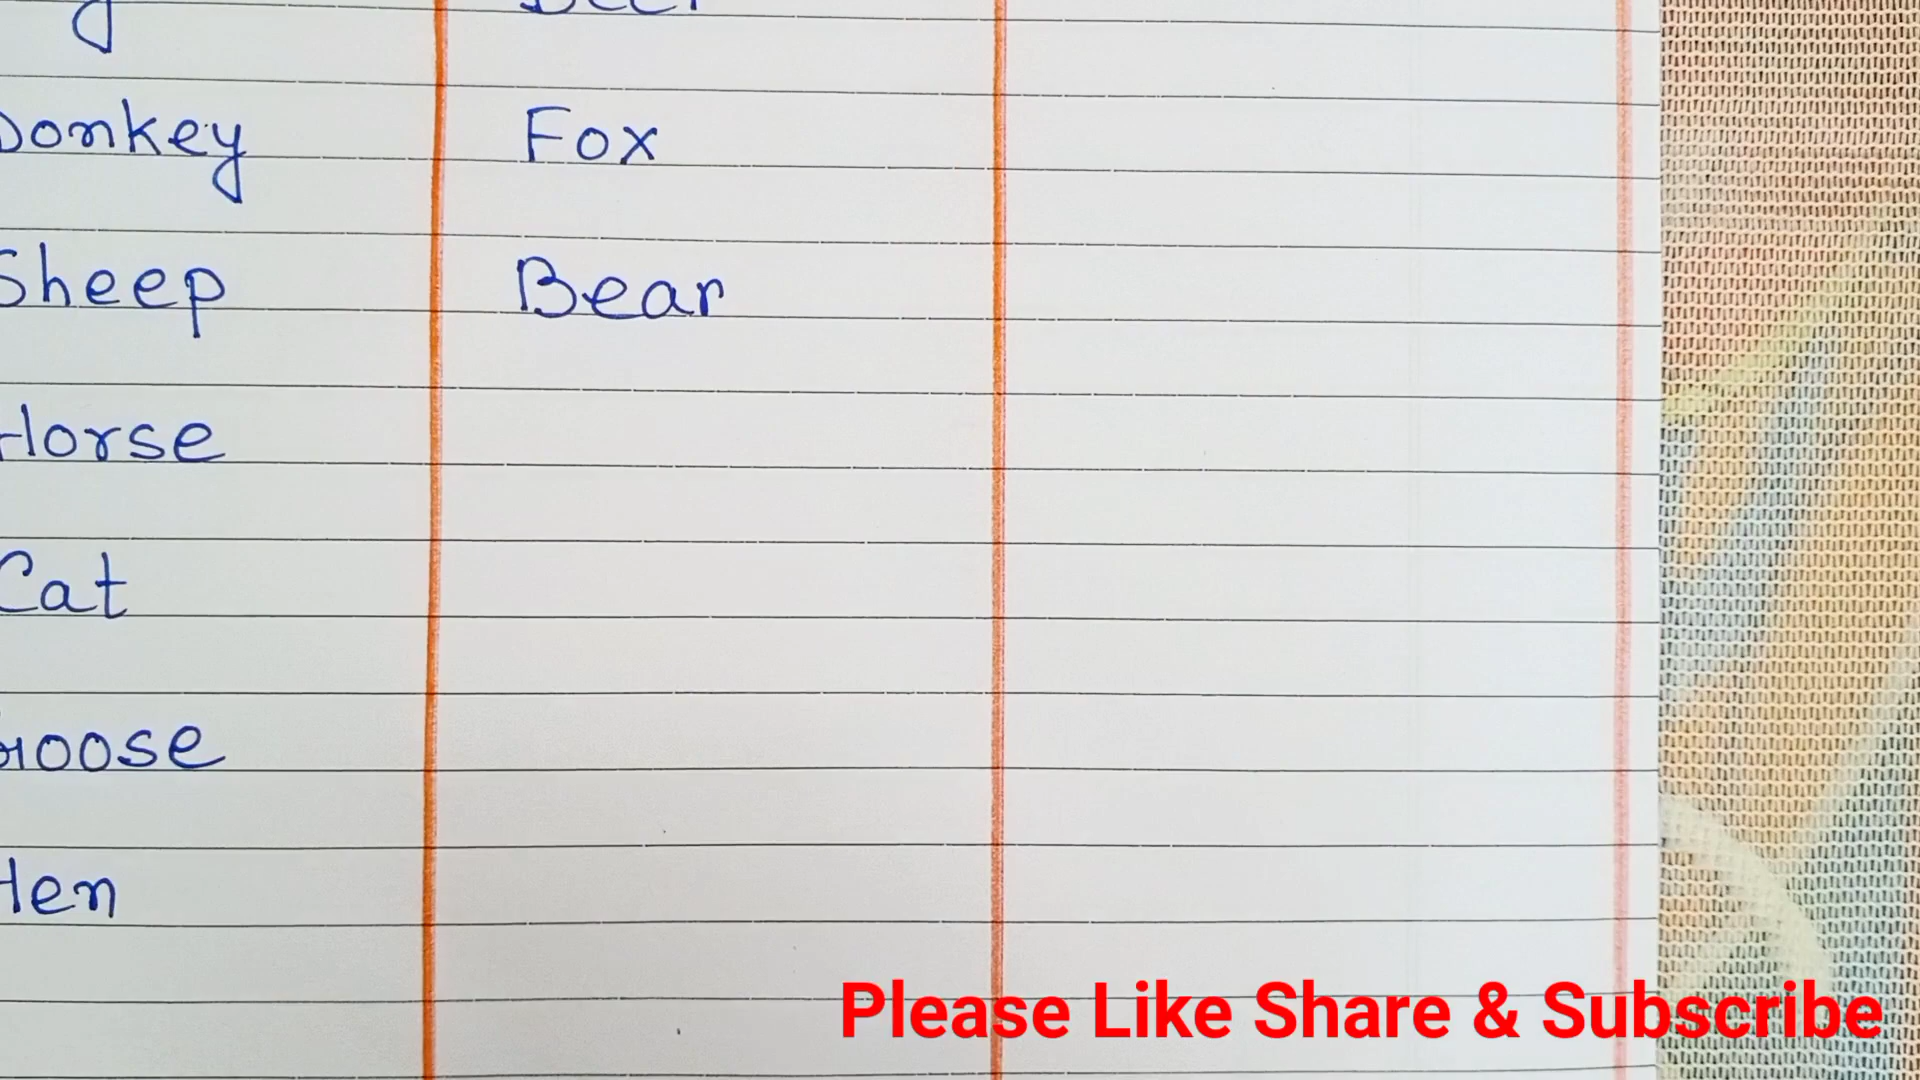 Donkey Fox
Sheep Bear
Horse
Cat
Goose
Hen
Please Like Share & Subscribe